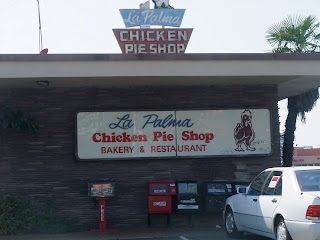 La Palma
CHICKEN
PIE SHOP
La Palma
Chicken Pie Shop
BAKERY & RESTAURANT